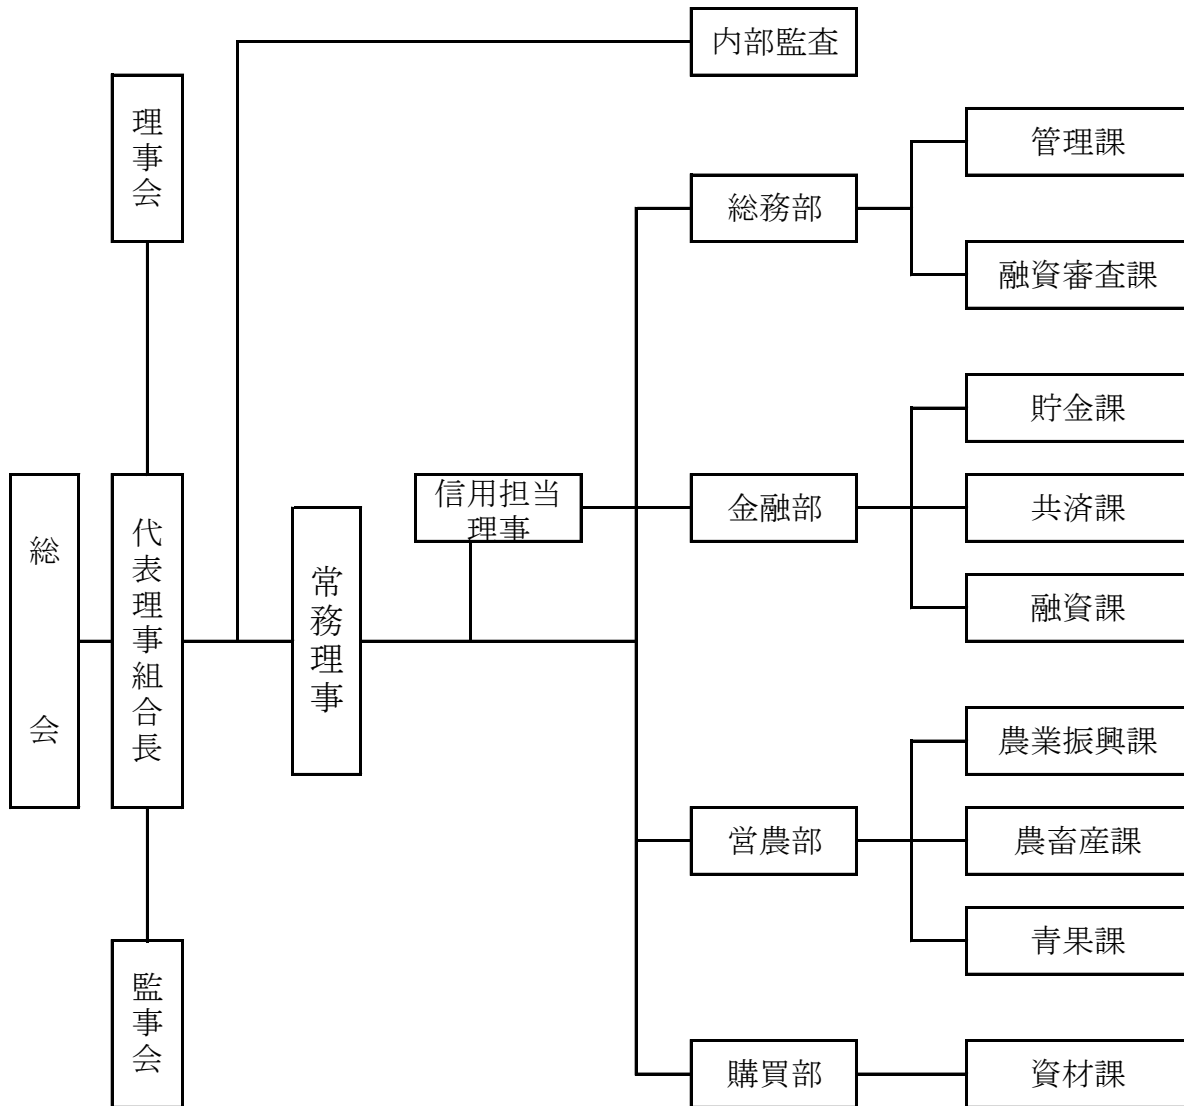 内部監査
理事会
管理課
総務部
融資審査課
貯金課
総会
代表理事組合長
常務理事
信用担当
理事
金融部
共済課
融資課
農業振興課
営農部
農畜産課
青果課
監事会
購買部
資材課